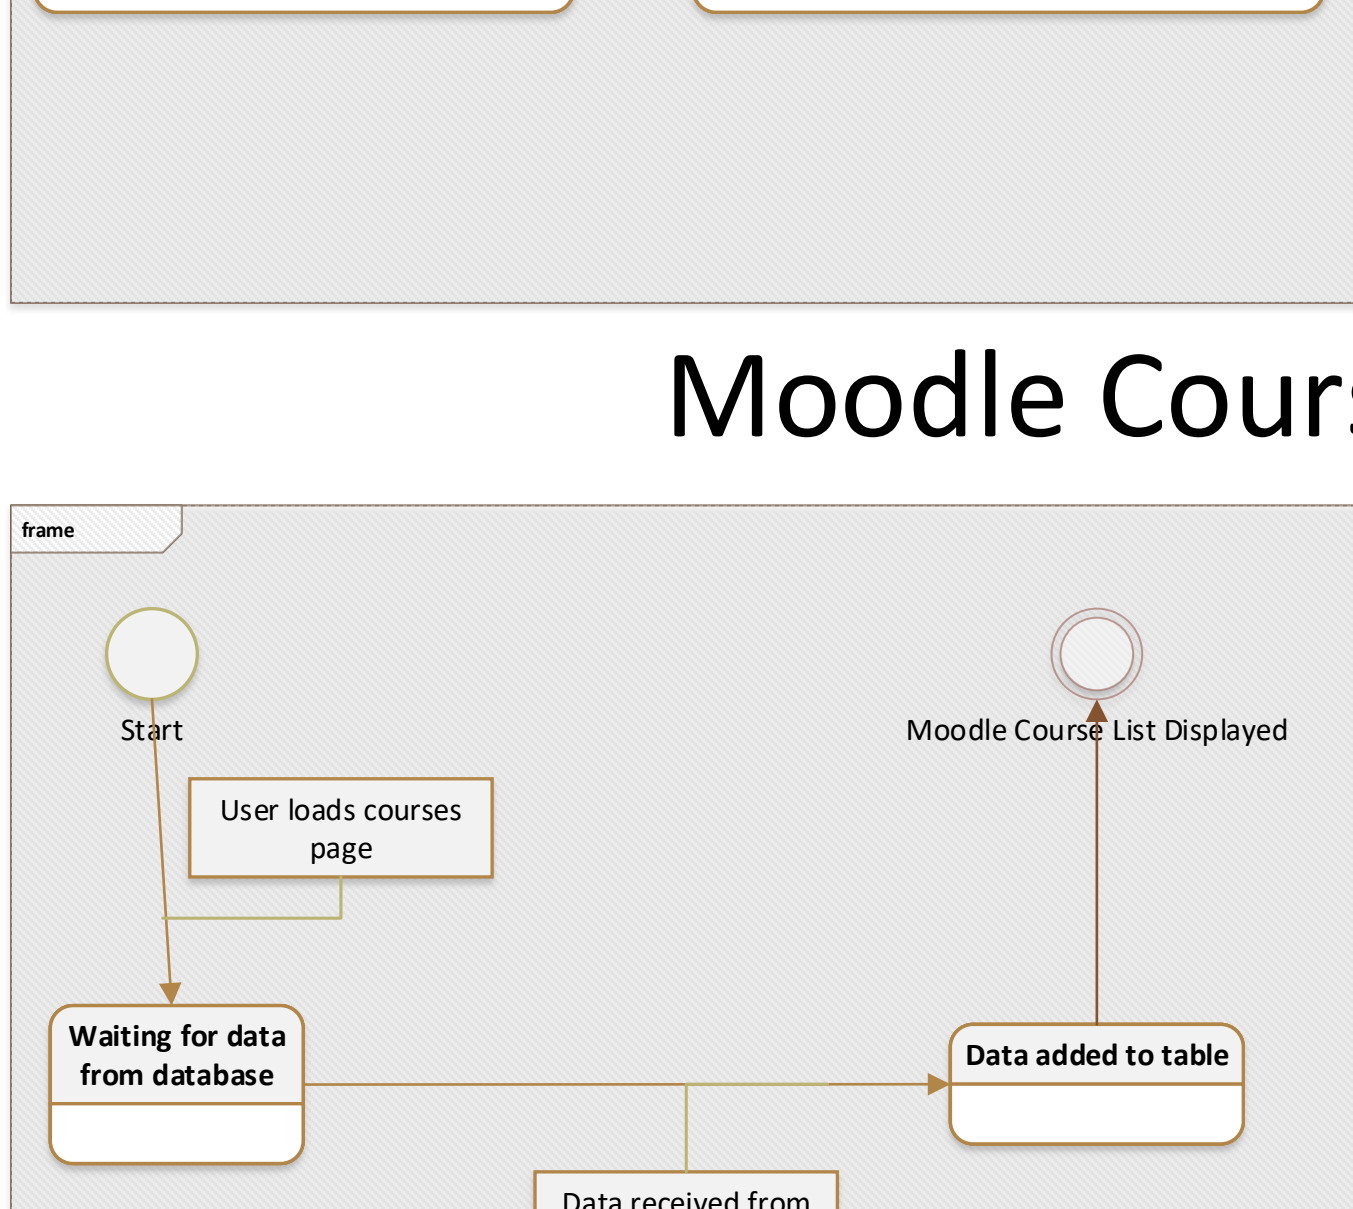 Moodle Cours
frame
Start
Moodle Course List Displayed
User loads courses
page
Waiting for data
from database
Data added to table
Data received from